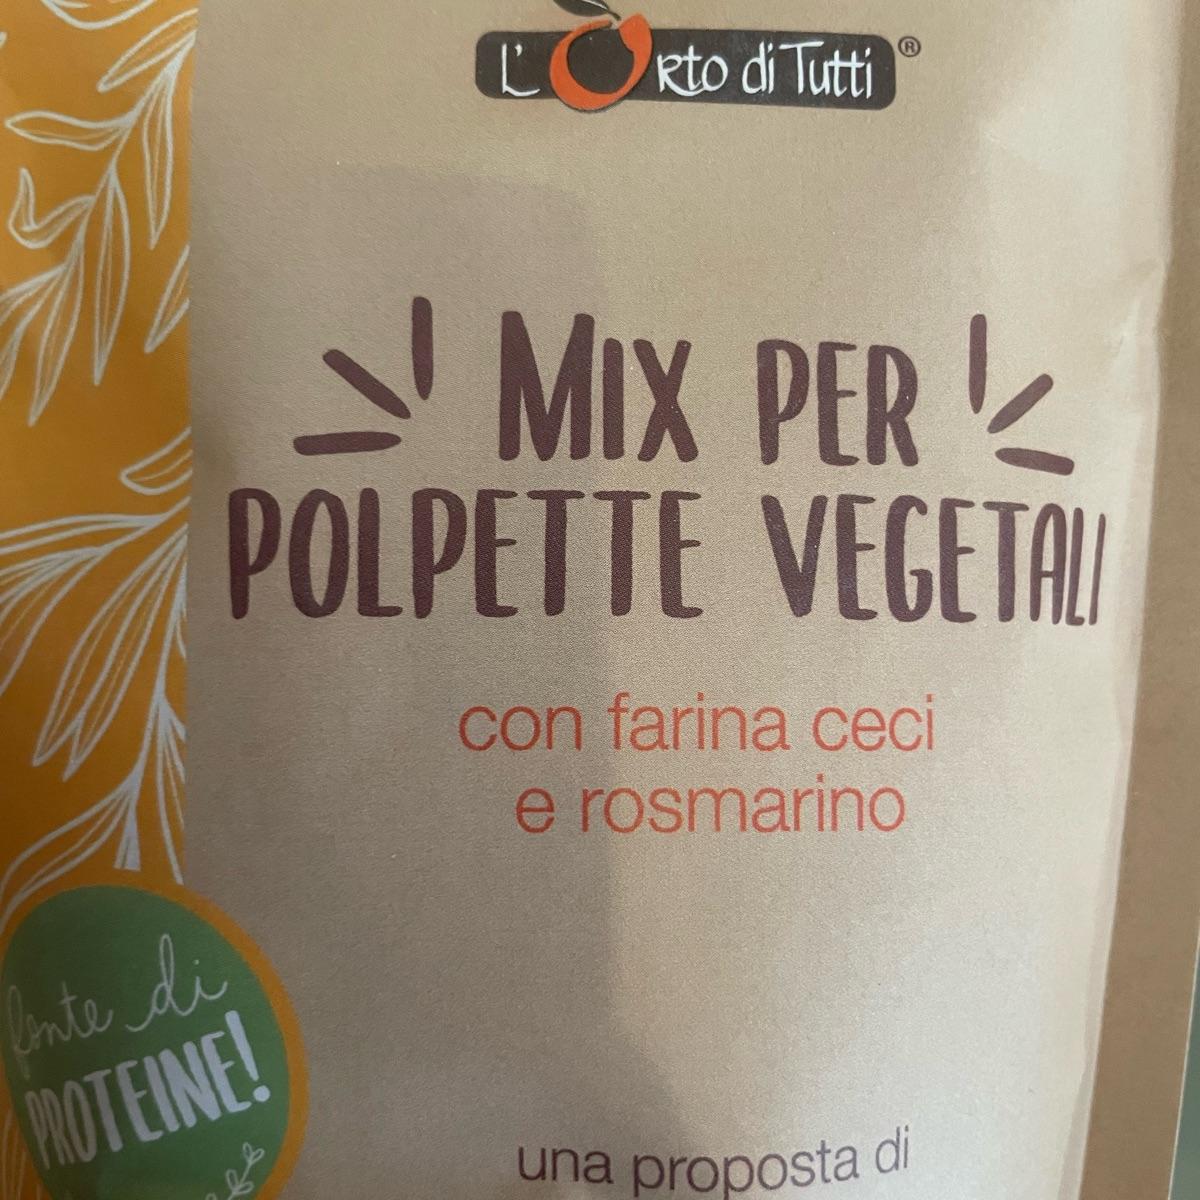 L'Orto di Tutti®
MIX PER
POLPETTE VEGETALI
con farina ceci
e rosmarino
fonte di
PROTEINE!
una proposta di